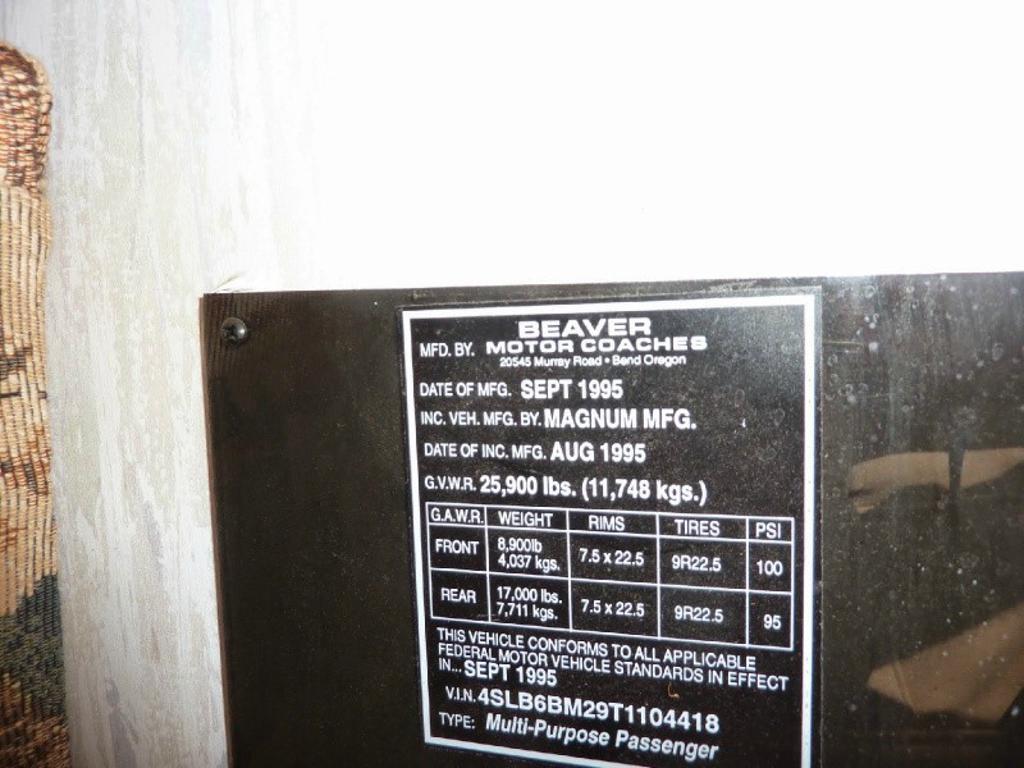 BEAVER
MFD. BY. MOTOR COACHES
20545 Murray Road • Bend Oregon
DATE OF MFG. SEPT 1995
INC. VEH. MFG. BY. MAGNUM MFG.
DATE OF INC. MFG. AUG 1995
G.V.W.R. 25,900 lbs. (11,748 kgs.)
G.A.W.R. WEIGHT RIMS TIRES PSI
FRONT 8,900lb 4,037 kgs. 7.5 x 22.5 9R22.5 100
REAR 17,000 lbs. 7,711 kgs. 7.5 x 22.5 9R22.5 95
THIS VEHICLE CONFORMS TO ALL APPLICABLE
FEDERAL MOTOR VEHICLE STANDARDS IN EFFECT
IN... SEPT 1995
V.I.N. 4SLB6BM29T1104418
TYPE: Multi-Purpose Passenger